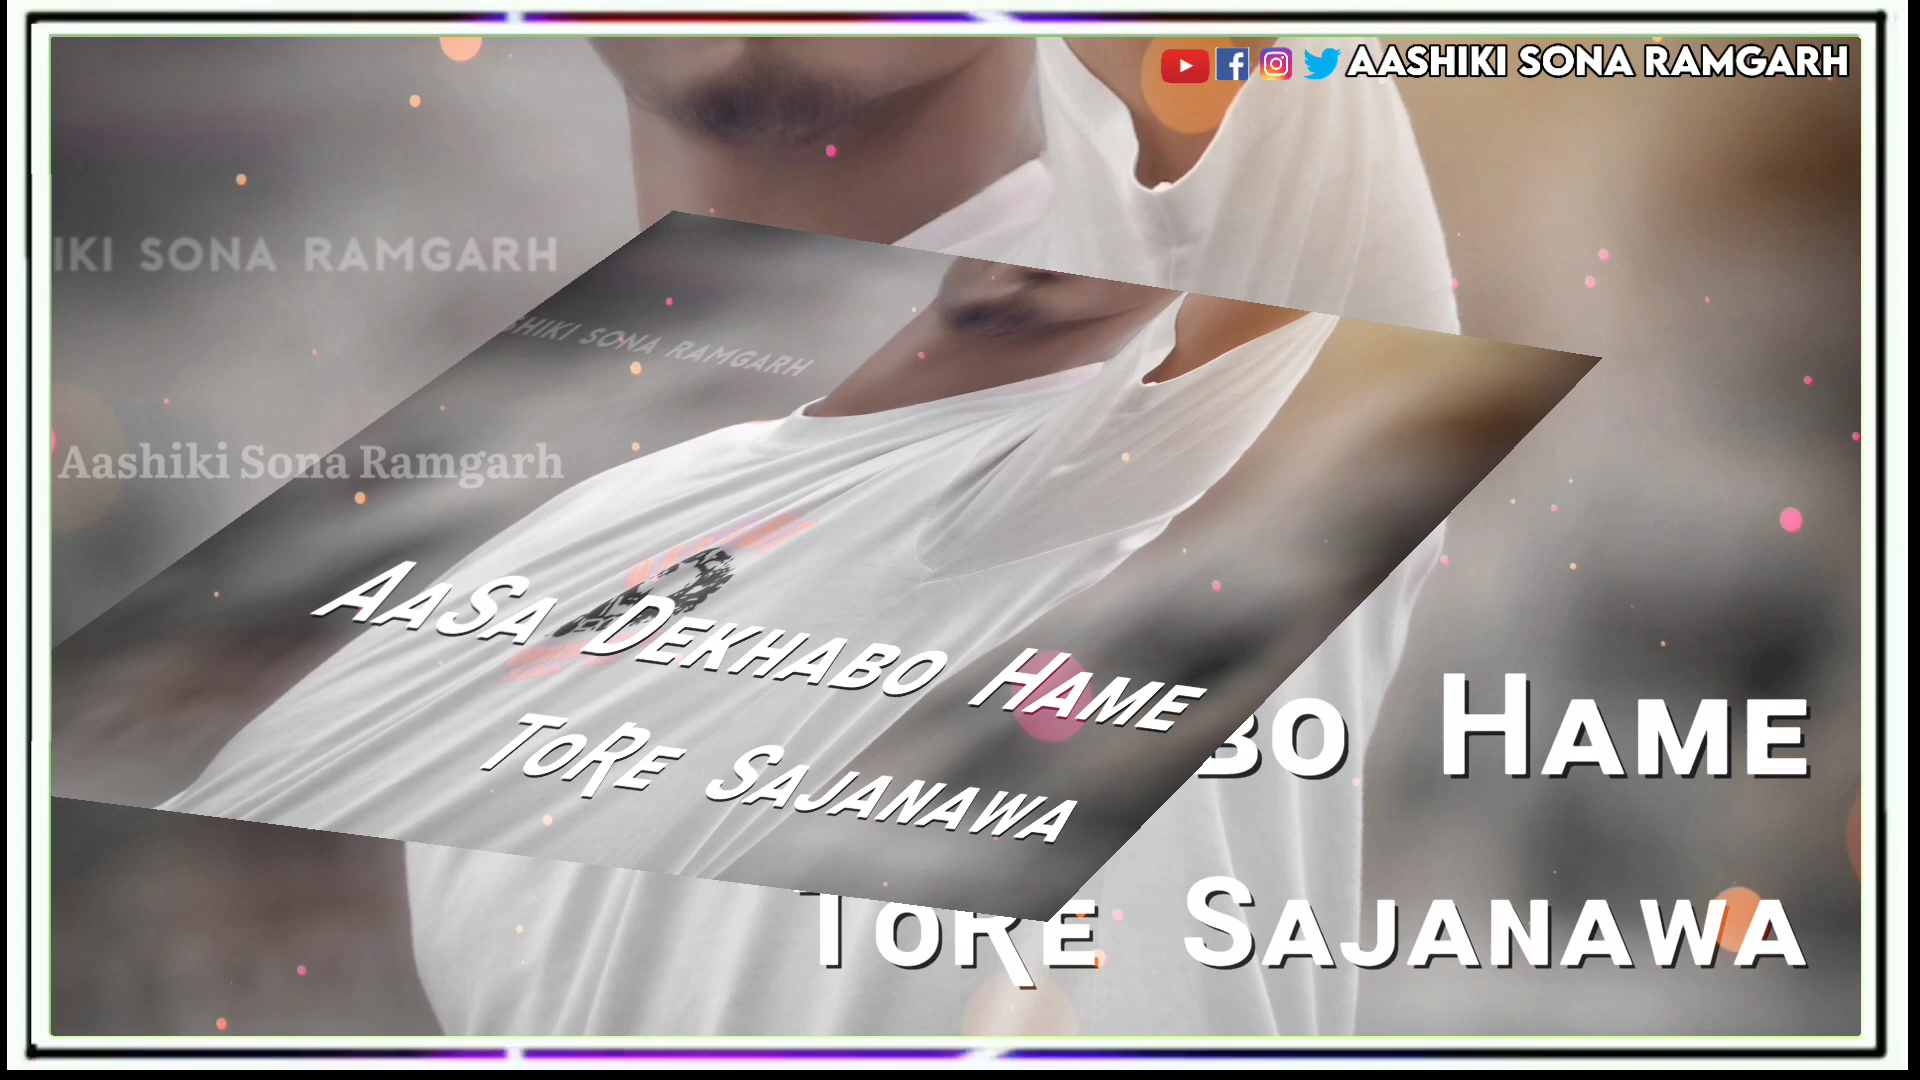 AASHIKI SONA RAMGARH
IKI SONA RAMGARH
SHIKI SONA RAMGARH
Aashiki Sona Ramgarh
AaSa Dekhabo Hame
ToRe Sajanawa
bo Hame
ToRe Sajanawa